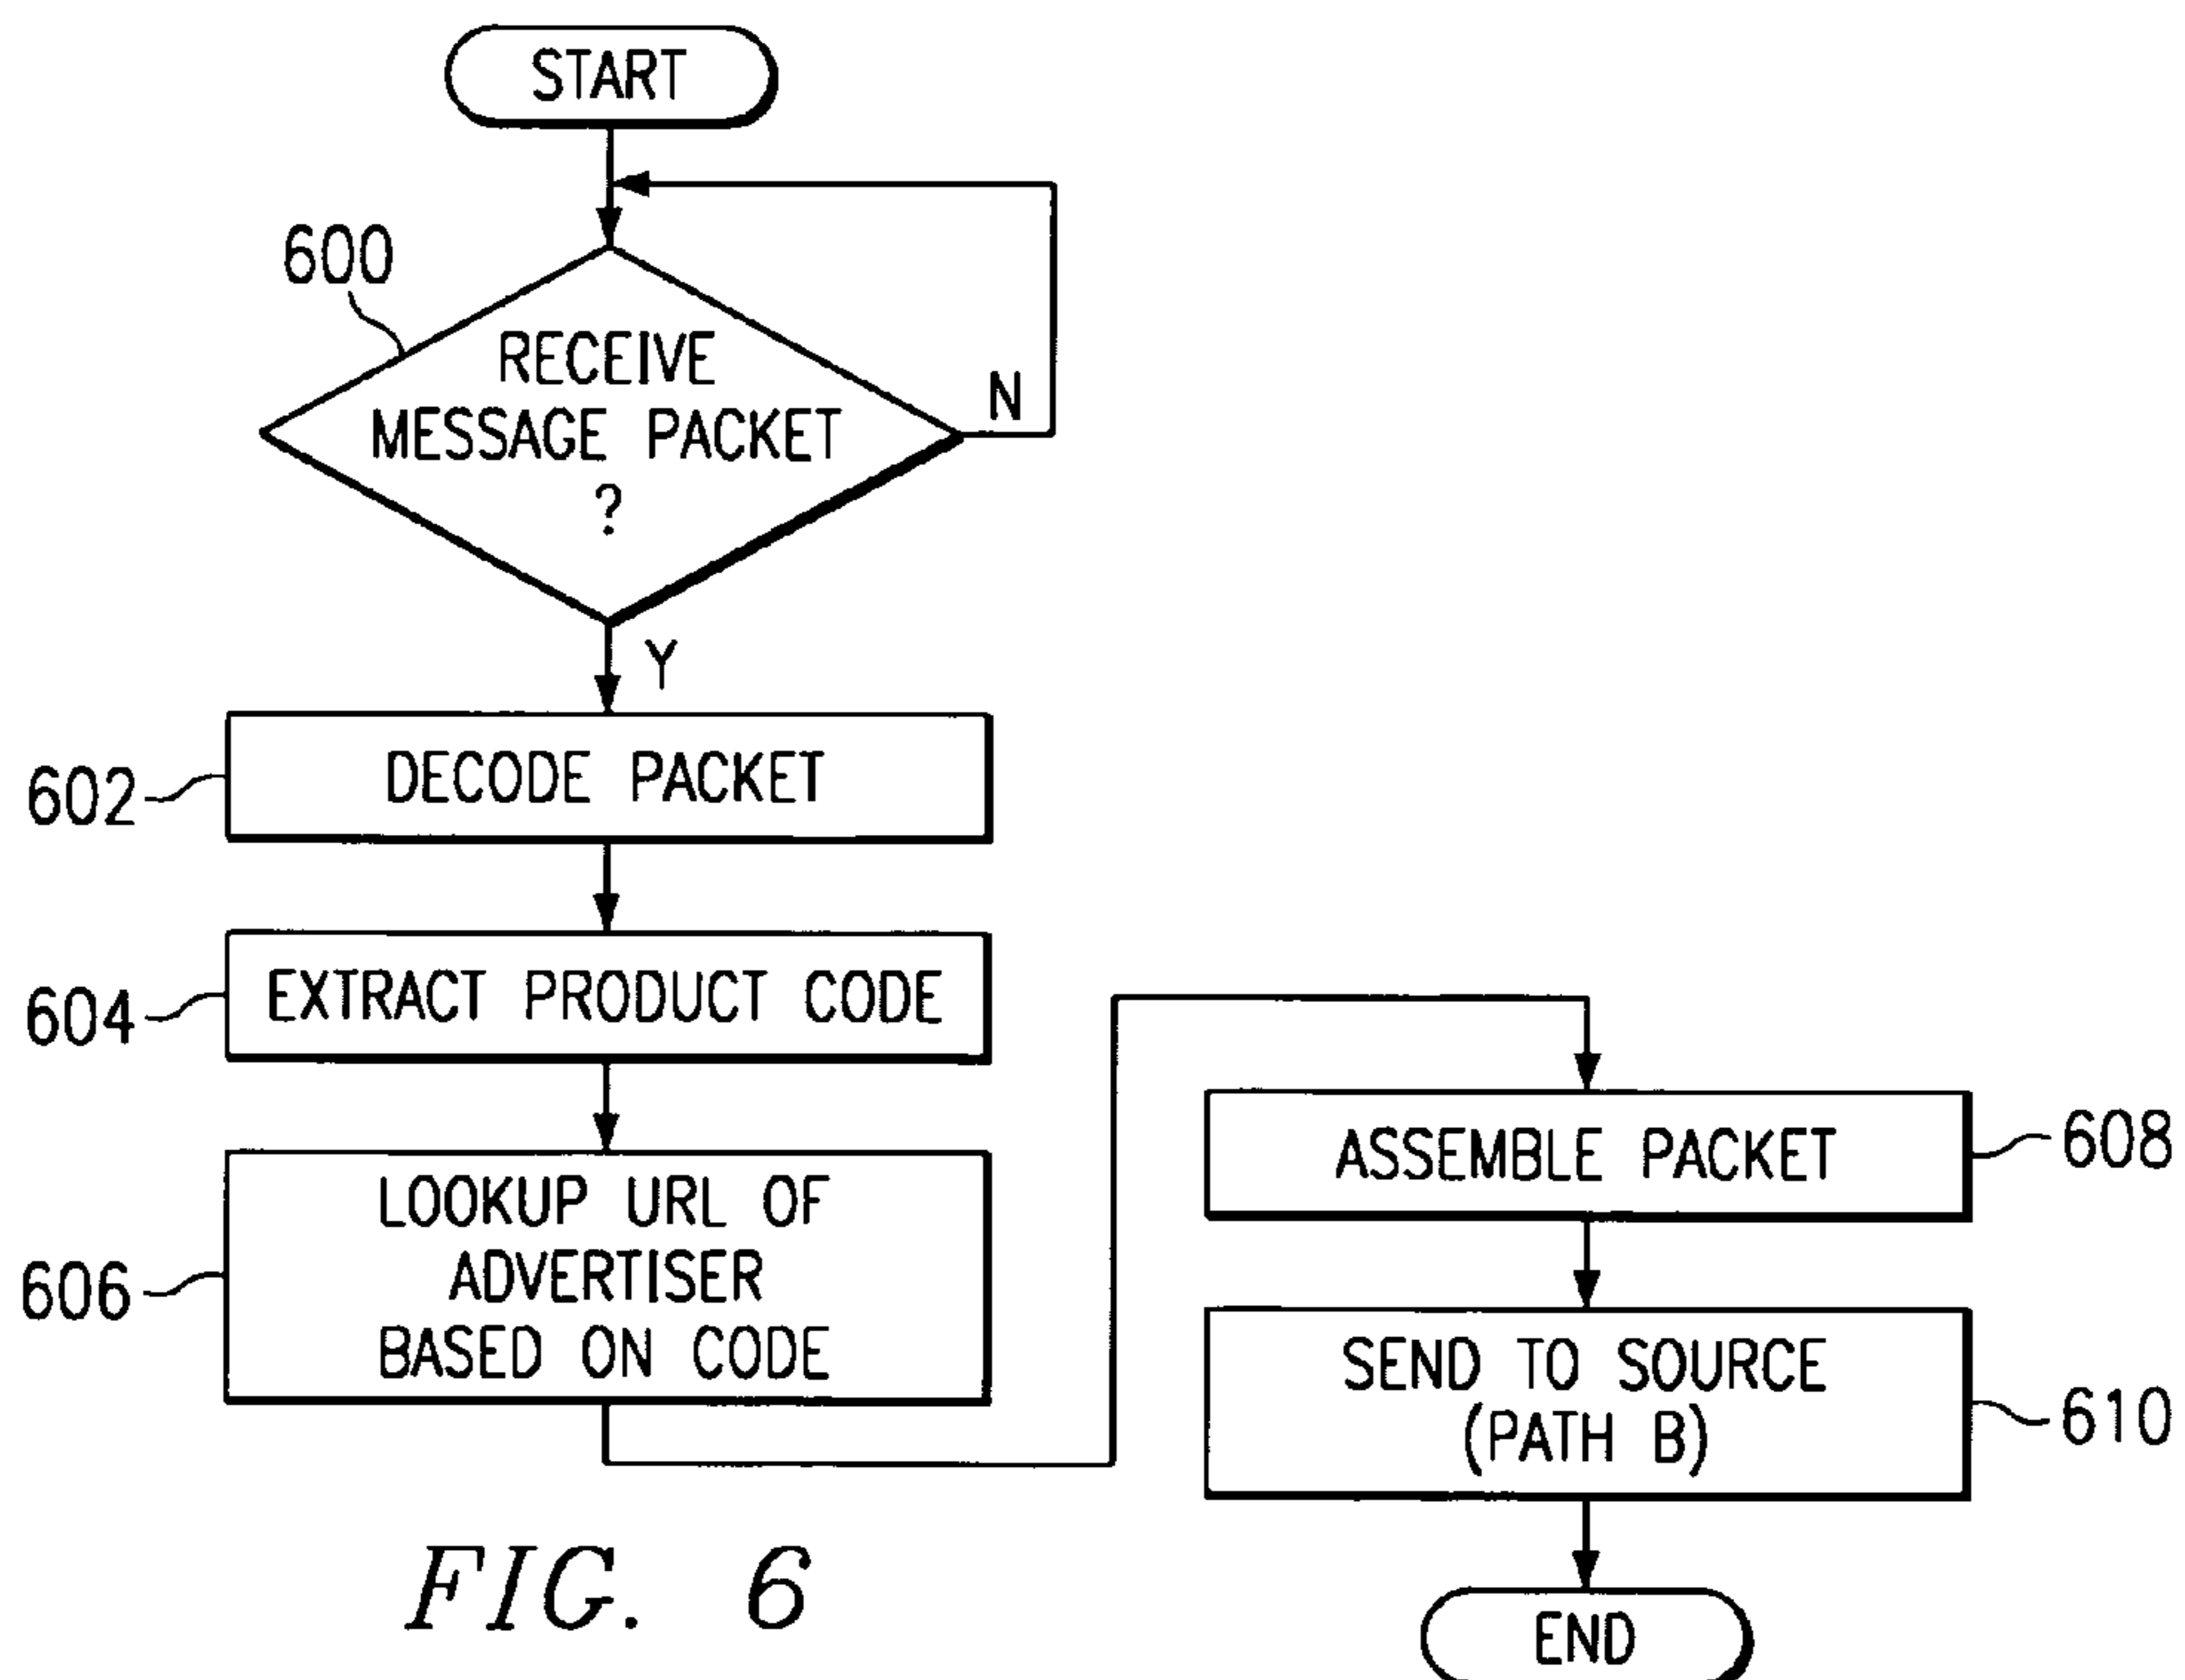 START
600
RECEIVE
MESSAGE PACKET
?
N
Y
602
DECODE PACKET
604
EXTRACT PRODUCT CODE
606
LOOKUP URL OF
ADVERTISER
BASED ON CODE
ASSEMBLE PACKET
608
SEND TO SOURCE
(PATH B)
610
END
FIG. 6